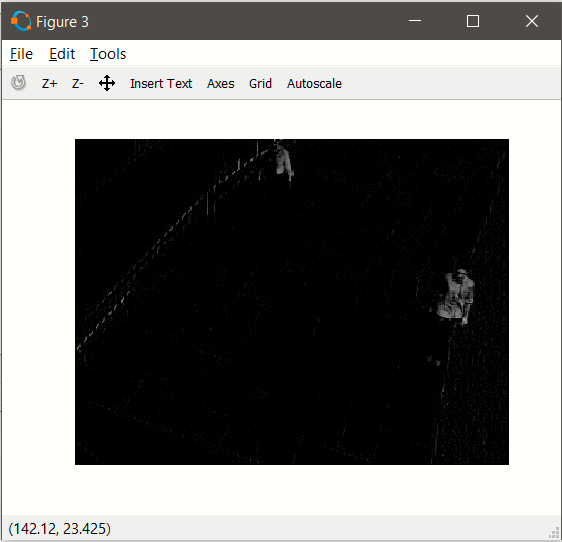 Figure 3
File Edit Tools
Z+ Z- Insert Text Axes Grid Autoscale
(142.12, 23.425)